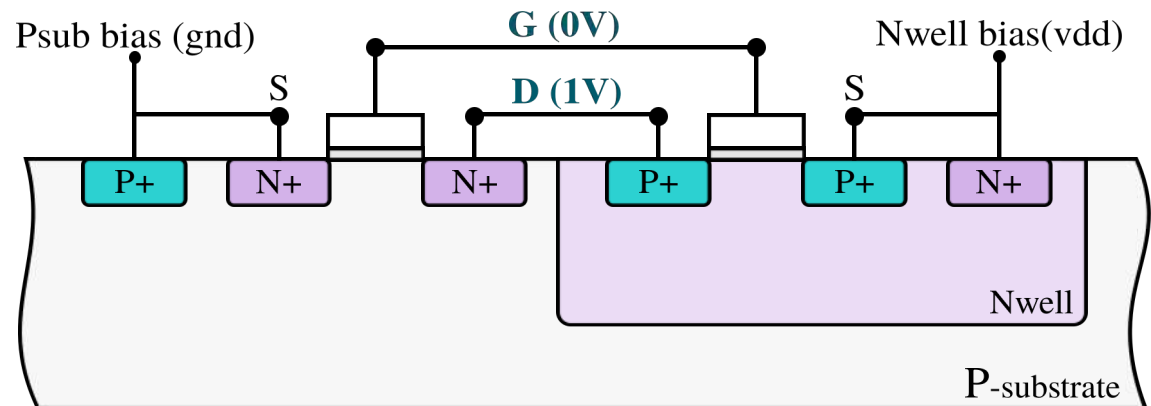 G (0V)
Psub bias (gnd)
Nwell bias(vdd)
S
D (1V)
S
P+
N+
N+
P+
P+
N+
Nwell
P-substrate